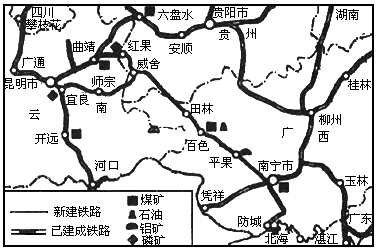 四川
攀枝花
六盘水
贵阳市
湖南
贵
州
曲靖
红果
安顺
广通
威舍
桂林
昆明市
宜良
师宗
云
南
田林
柳州
开远
广
西
百色
平果
河口
南宁市
玉林
凭祥
防城
北海
湛江
广东
新建铁路
已建成铁路
煤矿
石油
铝矿
磷矿